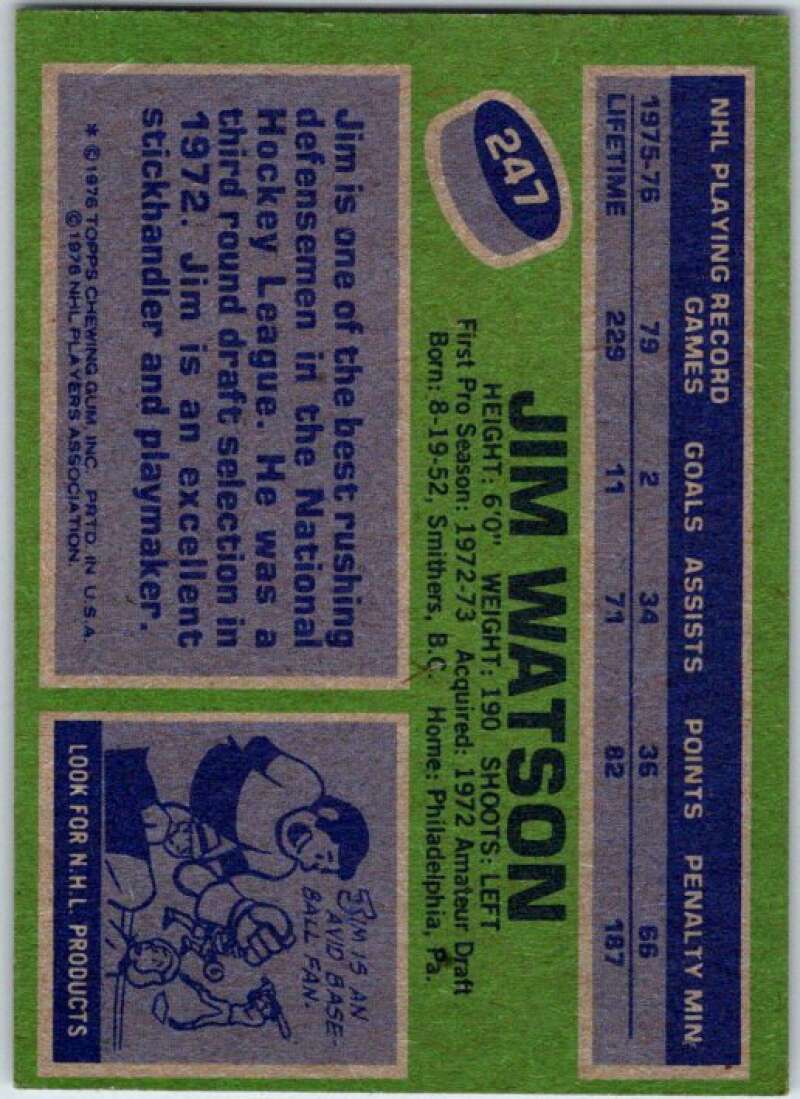 NHL PLAYING RECORD
GAMES GOALS ASSISTS POINTS PENALTY MIN
1975-76 79 2 34 36 66
LIFETIME 229 11 71 82 187
247
JIM WATSON
HEIGHT: 6'0" WEIGHT: 190 SHOOTS: LEFT
First Pro Season: 1972-73 Acquired: 1972 Amateur Draft
Born: 8-19-52, Smithers, B.C. Home: Philadelphia, Pa.
Jim is one of the best rushing
defensemen in the National
Hockey League. He was a
third round draft selection in
1972. Jim is an excellent
stickhandler and playmaker.
* © 1976 TOPPS CHEWING GUM, INC. PRTD. IN U.S.A.
© 1976 NHL PLAYERS ASSOCIATION.
JIM IS AN
AVID BASE-
BALL FAN.
LOOK FOR N.H.L. PRODUCTS